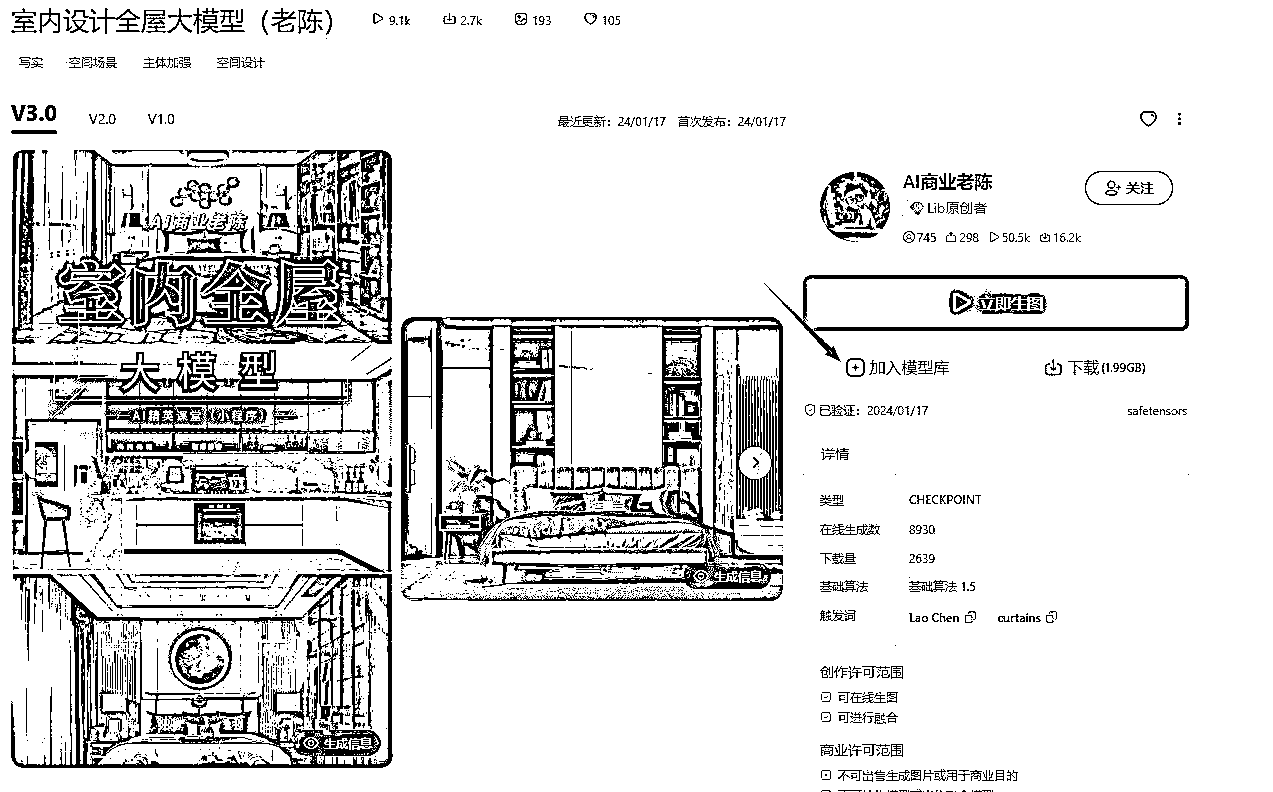 室内设计全屋大模型（老陈） 9.1k 2.7k 193 105
写实 空间场景 主体加强 空间设计
V3.0 V2.0 V1.0 最近更新：24/01/17 首次发布：24/01/17
AI商业老陈
室内全屋
大模型
AI精英课堂（小程序）
生成信息
生成信息
AI商业老陈 关注
Lib原创者
745 298 50.5k 16.2k
立即生图
加入模型库 下载(1.99GB)
已验证：2024/01/17 safetensors
详情
类型 CHECKPOINT
在线生成数 8930
下载量 2639
基础算法 基础算法 1.5
触发词 Lao Chen curtains
创作许可范围
可在线生图
可进行融合
商业许可范围
不可出售生成图片或用于商业目的